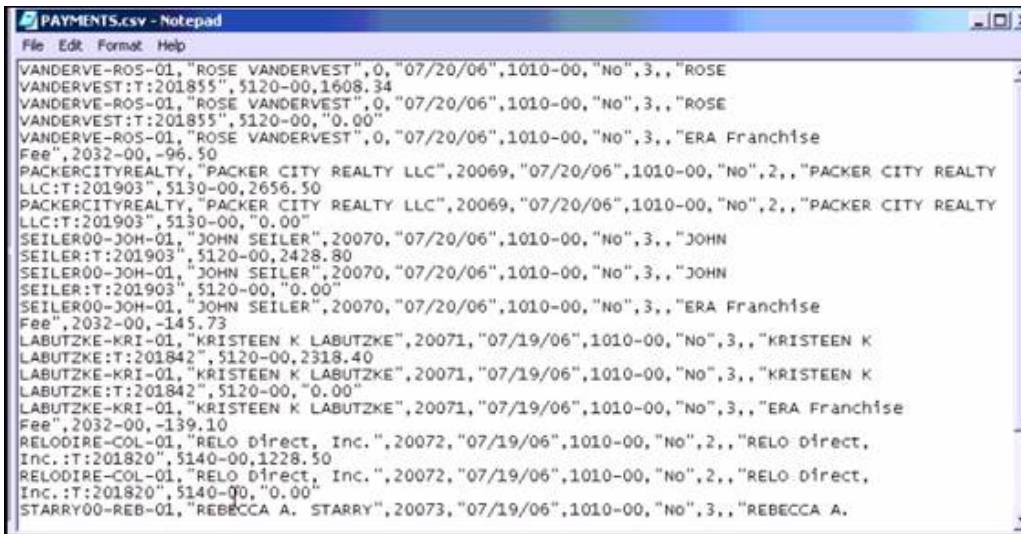 PAYMENTS.csv - Notepad
File Edit Format Help
VANDERVE-ROS-01,"ROSE VANDERVEST",0,"07/20/06",1010-00,"No",3,,"ROSE
VANDERVEST:T:201855",5120-00,1608.34
VANDERVE-ROS-01,"ROSE VANDERVEST",0,"07/20/06",1010-00,"No",3,,"ROSE
VANDERVEST:T:201855",5120-00,"0.00"
VANDERVE-ROS-01,"ROSE VANDERVEST",0,"07/20/06",1010-00,"No",3,,"ERA Franchise
Fee",2032-00,-96.50
PACKERCITYREALTY,"PACKER CITY REALTY LLC",20069,"07/20/06",1010-00,"No",2,,"PACKER CITY REALTY
LLC:T:201903",5130-00,2656.50
PACKERCITYREALTY,"PACKER CITY REALTY LLC",20069,"07/20/06",1010-00,"No",2,,"PACKER CITY REALTY
LLC:T:201903",5130-00,"0.00"
SEILER00-JOH-01,"JOHN SEILER",20070,"07/20/06",1010-00,"No",3,,"JOHN
SEILER:T:201903",5120-00,2428.80
SEILER00-JOH-01,"JOHN SEILER",20070,"07/20/06",1010-00,"No",3,,"JOHN
SEILER:T:201903",5120-00,"0.00"
SEILER00-JOH-01,"JOHN SEILER",20070,"07/20/06",1010-00,"No",3,,"ERA Franchise
Fee",2032-00,-145.73
LABUTZKE-KRI-01,"KRISTEEN K LABUTZKE",20071,"07/19/06",1010-00,"No",3,,"KRISTEEN K
LABUTZKE:T:201842",5120-00,2318.40
LABUTZKE-KRI-01,"KRISTEEN K LABUTZKE",20071,"07/19/06",1010-00,"No",3,,"KRISTEEN K
LABUTZKE:T:201842",5120-00,"0.00"
LABUTZKE-KRI-01,"KRISTEEN K LABUTZKE",20071,"07/19/06",1010-00,"No",3,,"ERA Franchise
Fee",2032-00,-139.10
RELODIRE-COL-01,"RELO Direct, Inc.",20072,"07/19/06",1010-00,"No",2,,"RELO Direct,
Inc.:T:201820",5140-00,1228.50
RELODIRE-COL-01,"RELO Direct, Inc.",20072,"07/19/06",1010-00,"No",2,,"RELO Direct,
Inc.:T:201820",5140-00,"0.00"
STARRY00-REB-01,"REBECCA A. STARRY",20073,"07/19/06",1010-00,"No",3,,"REBECCA A.